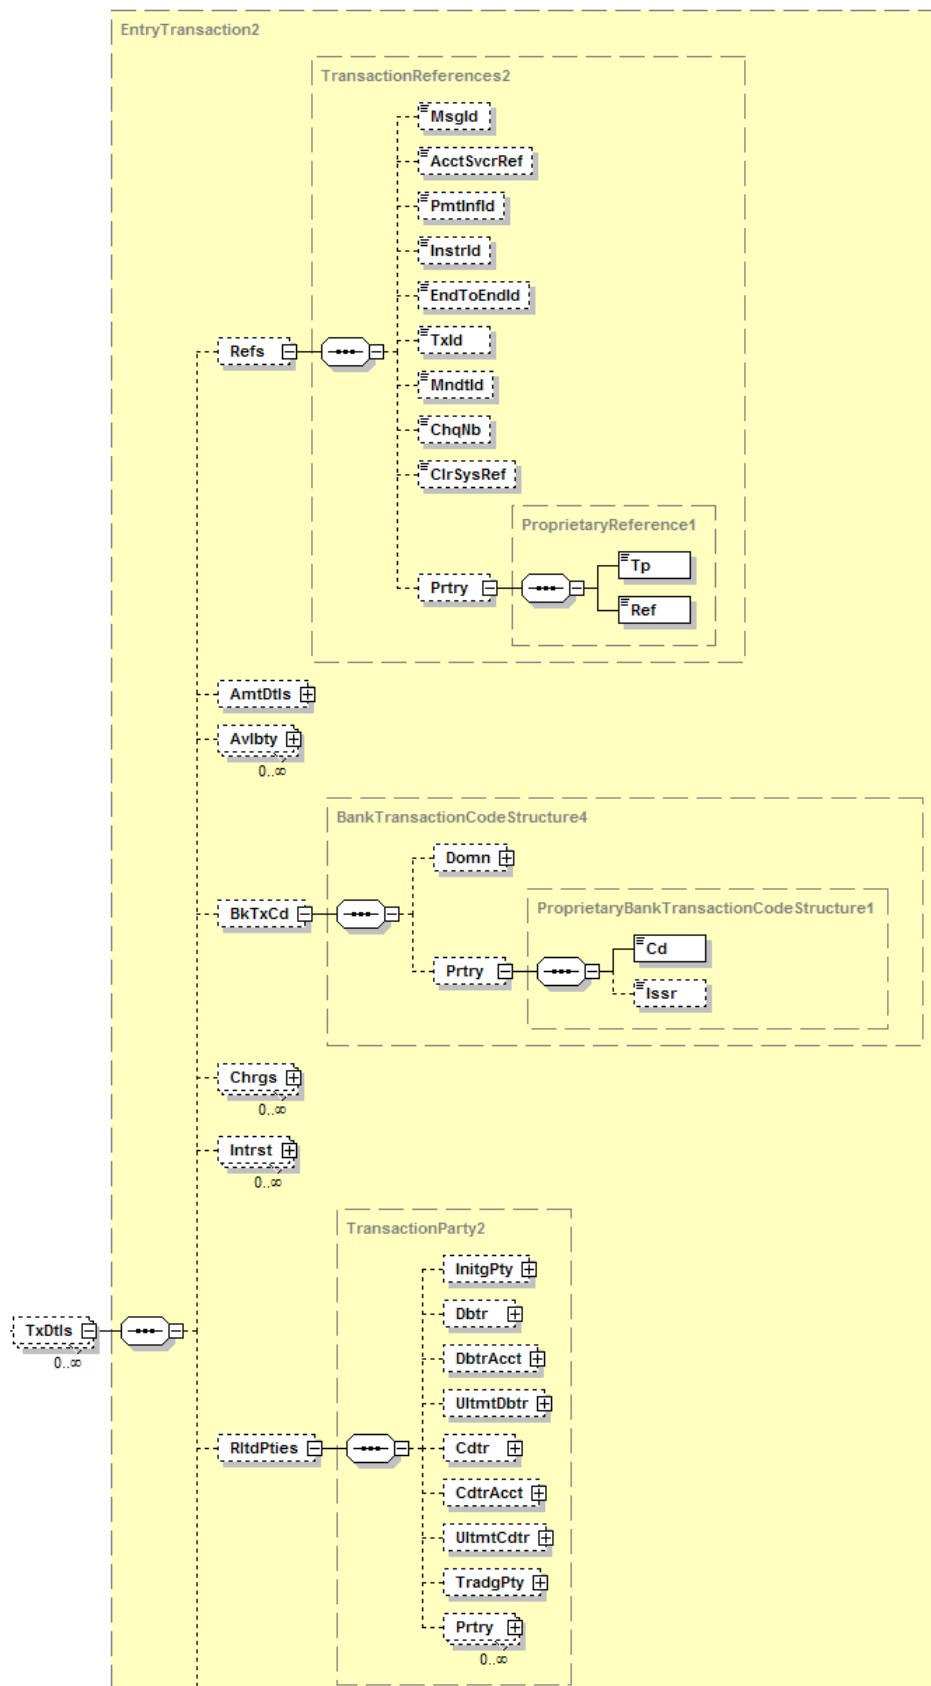 EntryTransaction2
TransactionReferences2
MsgId
AcctSvcrRef
PmtInfId
InstrId
EndToEndId
TxId
MndtId
ChqNb
ClrSysRef
Refs
ProprietaryReference1
Tp
Ref
Prtry
AmtDtls
Avlbty
0..∞
BankTransactionCodeStructure4
Domn
BkTxCd
ProprietaryBankTransactionCodeStructure1
Cd
Issr
Prtry
Chrgs
0..∞
Intrst
0..∞
TransactionParty2
InitgPty
Dbtr
DbtrAcct
UltmtDbtr
Cdtr
CdtrAcct
UltmtCdtr
TradgPty
Prtry
0..∞
TxDtls
0..∞
RltdPties